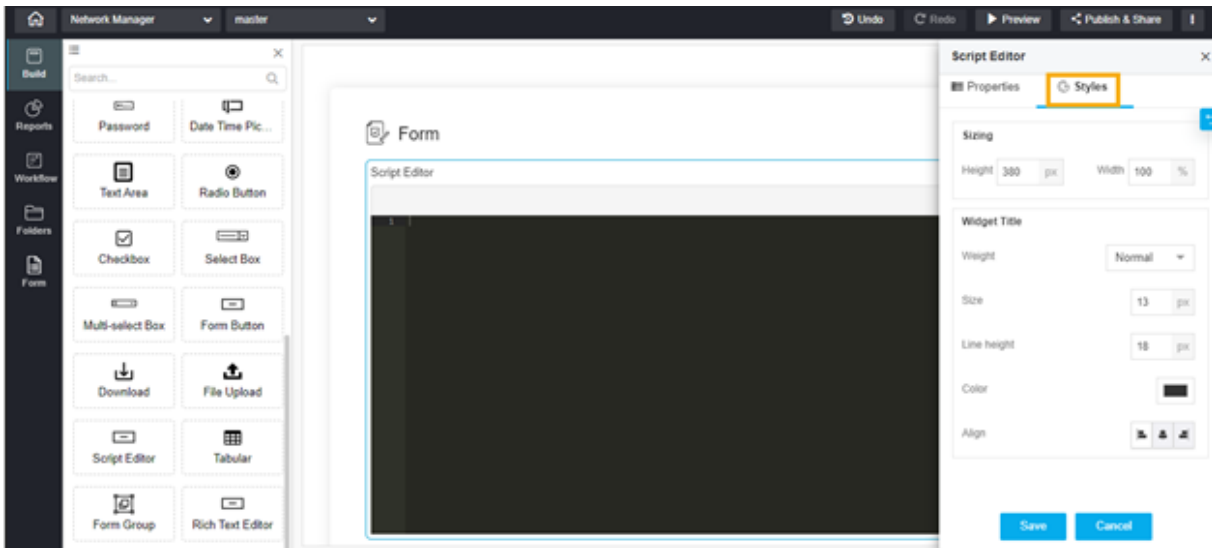 Network Manager master Undo Redo Preview Publish & Share
Build
Reports
Workflow
Folders
Form
Search...
Password Date Time Pic...
Text Area Radio Button
Checkbox Select Box
Multi-select Box Form Button
Download File Upload
Script Editor Tabular
Form Group Rich Text Editor
Form
Script Editor
1
Script Editor
Properties Styles
Sizing
Height 380 px Width 100 %
Widget Title
Weight Normal
Size 13 px
Line height 18 px
Color
Align
Save Cancel